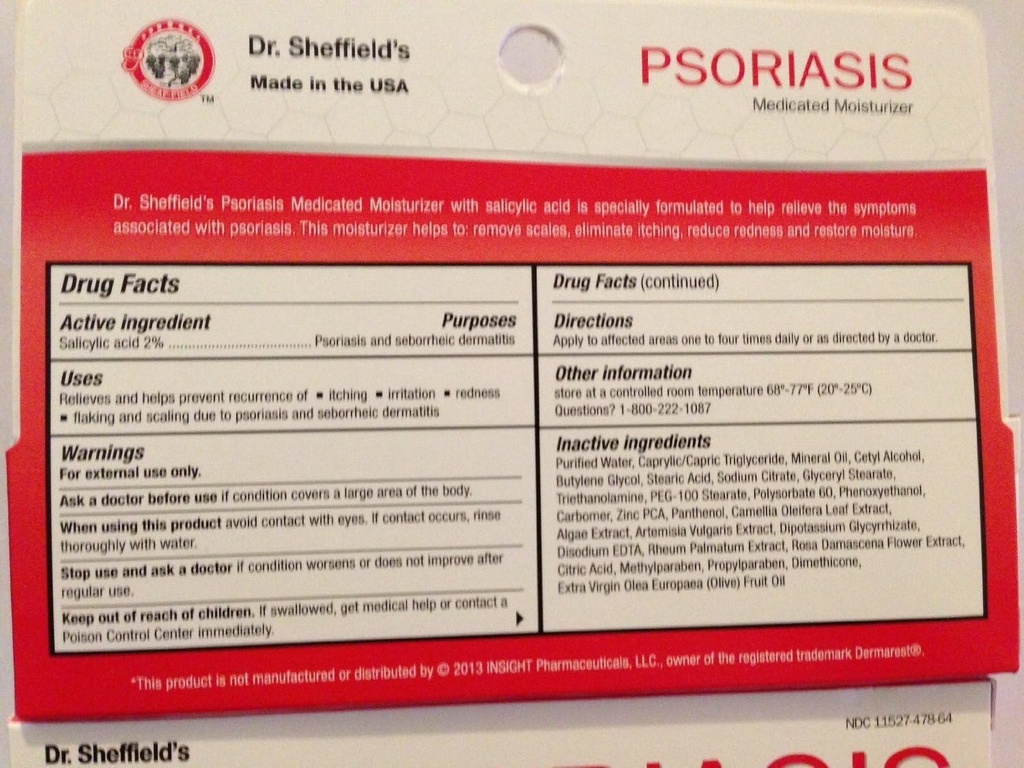 Dr. Sheffield's
Made in the USA
SHEAF-FIELD
TM
PSORIASIS
Medicated Moisturizer
Dr. Sheffield's Psoriasis Medicated Moisturizer with salicylic acid is specially formulated to help relieve the symptoms
associated with psoriasis. This moisturizer helps to: remove scales, eliminate itching, reduce redness and restore moisture.
Drug Facts
Active ingredient Purposes
Salicylic acid 2% ..................................... Psoriasis and seborrheic dermatitis
Uses
Relieves and helps prevent recurrence of ▪ itching ▪ irritation ▪ redness
▪ flaking and scaling due to psoriasis and seborrheic dermatitis
Warnings
For external use only.
Ask a doctor before use if condition covers a large area of the body.
When using this product avoid contact with eyes. If contact occurs, rinse
thoroughly with water.
Stop use and ask a doctor if condition worsens or does not improve after
regular use.
Keep out of reach of children. If swallowed, get medical help or contact a
Poison Control Center immediately.
Drug Facts (continued)
Directions
Apply to affected areas one to four times daily or as directed by a doctor.
Other information
store at a controlled room temperature 68°-77°F (20°-25°C)
Questions? 1-800-222-1087
Inactive ingredients
Purified Water, Caprylic/Capric Triglyceride, Mineral Oil, Cetyl Alcohol,
Butylene Glycol, Stearic Acid, Sodium Citrate, Glyceryl Stearate,
Triethanolamine, PEG-100 Stearate, Polysorbate 60, Phenoxyethanol,
Carbomer, Zinc PCA, Panthenol, Camellia Oleifera Leaf Extract,
Algae Extract, Artemisia Vulgaris Extract, Dipotassium Glycyrrhizate,
Disodium EDTA, Rheum Palmatum Extract, Rosa Damascena Flower Extract,
Citric Acid, Methylparaben, Propylparaben, Dimethicone,
Extra Virgin Olea Europaea (Olive) Fruit Oil
*This product is not manufactured or distributed by © 2013 INSIGHT Pharmaceuticals, LLC., owner of the registered trademark Dermarest®.
NDC 11527-478-64
Dr. Sheffield's